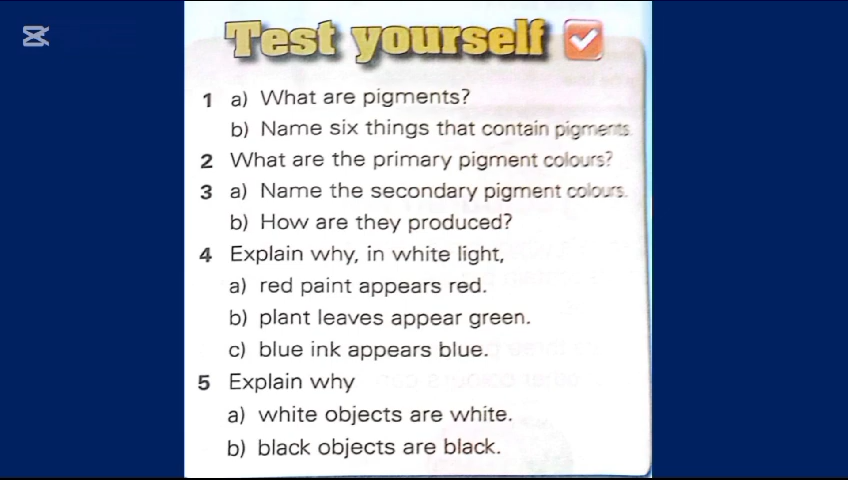 Test yourself
1 a) What are pigments?
b) Name six things that contain pigments.
2 What are the primary pigment colours?
3 a) Name the secondary pigment colours.
b) How are they produced?
4 Explain why, in white light,
a) red paint appears red.
b) plant leaves appear green.
c) blue ink appears blue.
5 Explain why
a) white objects are white.
b) black objects are black.